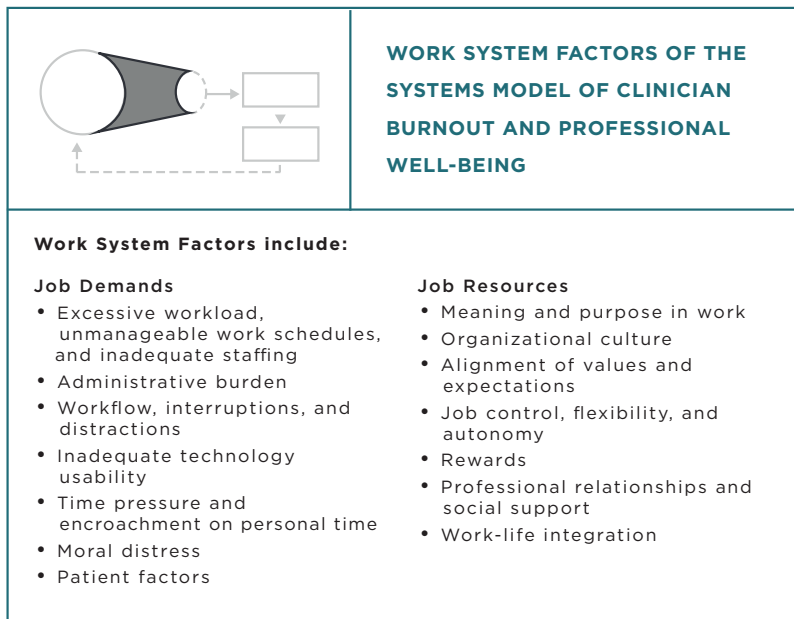 WORK SYSTEM FACTORS OF THE
SYSTEMS MODEL OF CLINICIAN
BURNOUT AND PROFESSIONAL
WELL-BEING
Work System Factors include:
Job Demands
• Excessive workload,
unmanageable work schedules,
and inadequate staffing
• Administrative burden
• Workflow, interruptions, and
distractions
• Inadequate technology
usability
• Time pressure and
encroachment on personal time
• Moral distress
• Patient factors
Job Resources
• Meaning and purpose in work
• Organizational culture
• Alignment of values and
expectations
• Job control, flexibility, and
autonomy
• Rewards
• Professional relationships and
social support
• Work-life integration